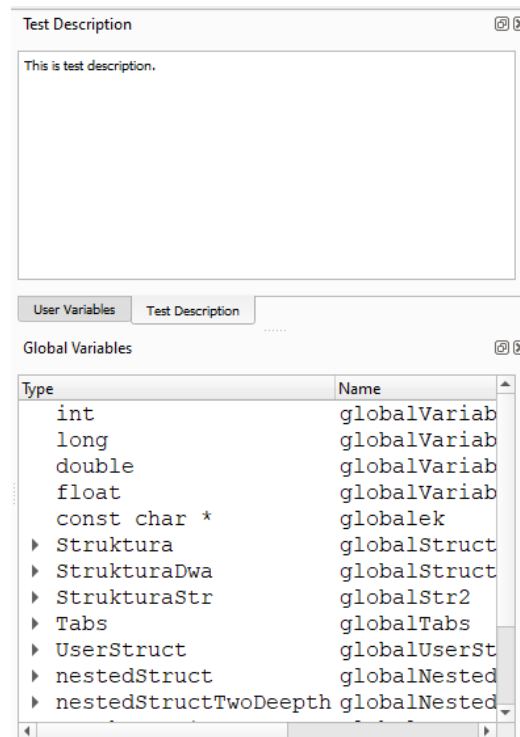 Test Description
This is test description.
User Variables Test Description
Global Variables
Type Name
int globalVariab
long globalVariab
double globalVariab
float globalVariab
const char * globalek
Struktura globalStruct
StrukturaDwa globalStruct
StrukturaStr globalStr2
Tabs globalTabs
UserStruct globalUserSt
nestedStruct globalNested
nestedStructTwoDeepth globalNested